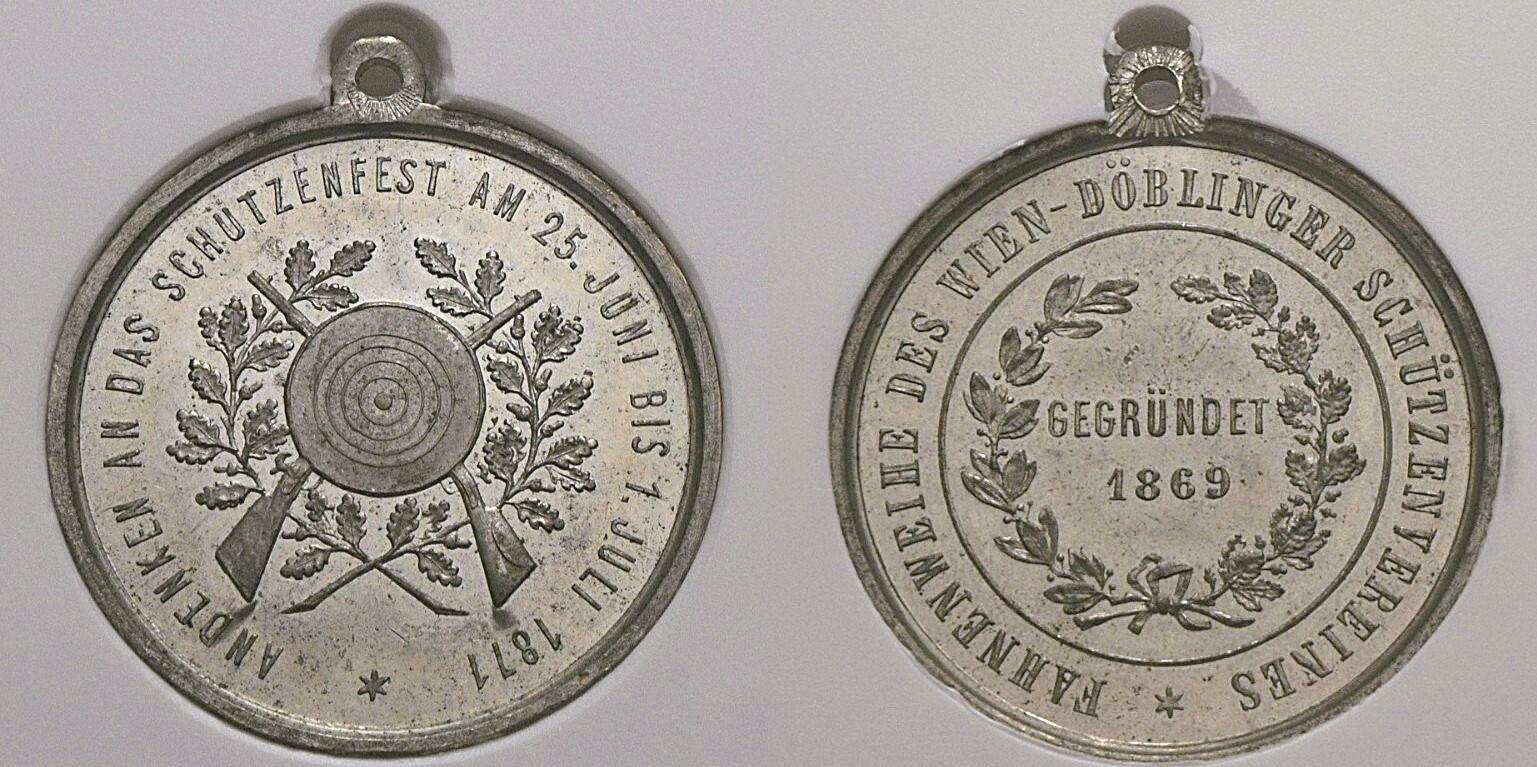 ANDENKEN AN DAS SCHUTZENFEST AM 25. JUNI BIS 1. JULI 1871
FAHNENWEIHE DES WIEN-DÖBLINGER SCHÜTZENVEREINES
GEGRÜNDET
1869